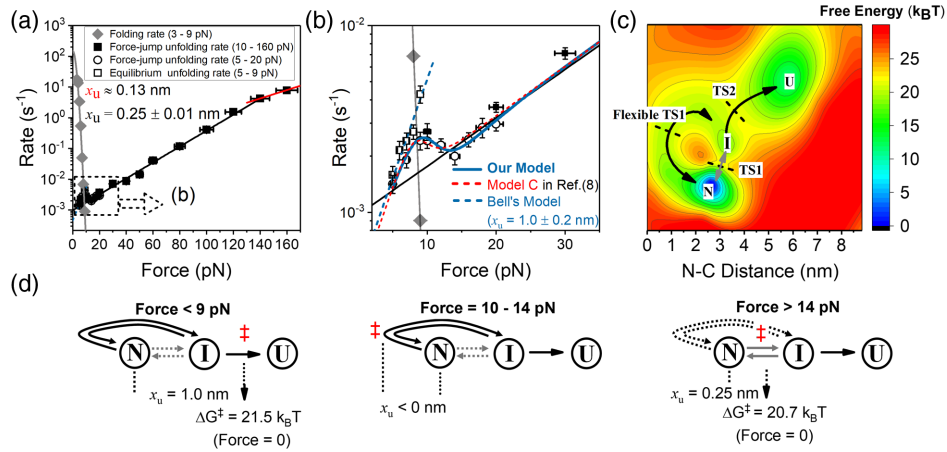 (a)
Folding rate (3 - 9 pN)
Force-jump unfolding rate (10 - 160 pN)
Force-jump unfolding rate (5 - 20 pN)
Equilibrium unfolding rate (5 - 9 pN)
xᵤ ≈ 0.13 nm
xᵤ = 0.25 ± 0.01 nm
Rate (s⁻¹)
10⁴
10³
10²
10¹
10⁰
10⁻¹
10⁻²
10⁻³
(b)
0 20 40 60 80 100 120 140 160
Force (pN)
(b)
Rate (s⁻¹)
10⁻²
10⁻³
Our Model
Model C in Ref.(8)
Bell's Model
(xᵤ = 1.0 ± 0.2 nm)
0 10 20 30
Force (pN)
(c)
Free Energy (k_BT)
U
TS2
Flexible TS1
I
TS1
N
0 1 2 3 4 5 6 7 8
N-C Distance (nm)
30
25
20
15
10
5
0
(d)
Force < 9 pN
‡
N I U
xᵤ = 1.0 nm
ΔG‡ = 21.5 k_BT
(Force = 0)
Force = 10 - 14 pN
‡
N I U
xᵤ < 0 nm
Force > 14 pN
‡
N I U
xᵤ = 0.25 nm
ΔG‡ = 20.7 k_BT
(Force = 0)